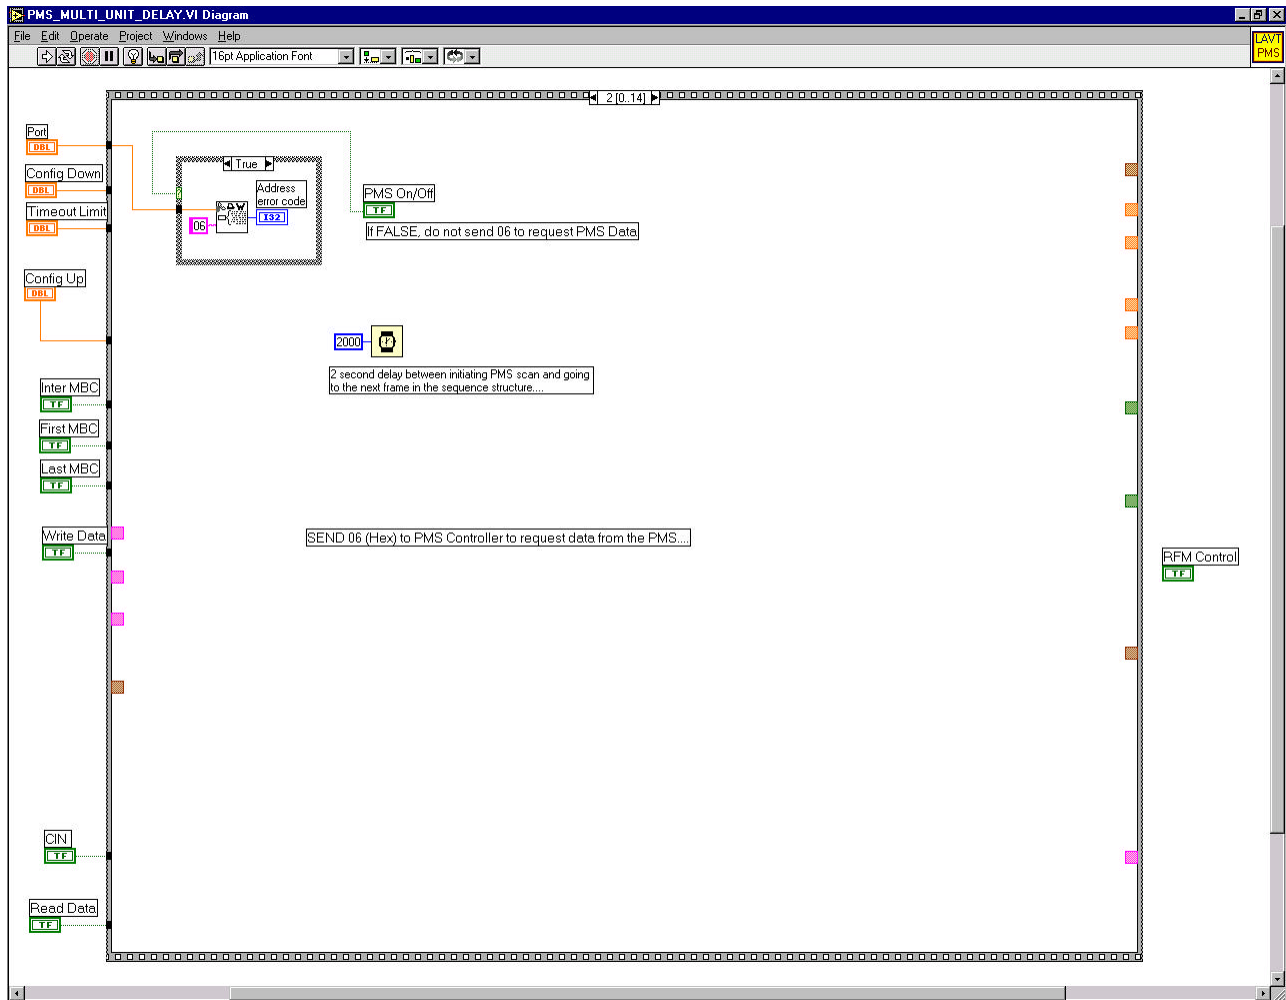 PMS_MULTI_UNIT_DELAY.VI Diagram
File Edit Operate Project Windows Help
16pt Application Font
LAVT
PMS
2 [0..14]
Port
DBL
Config Down
DBL
Timeout Limit
DBL
Config Up
DBL
True
Address
error code
I32
06
PMS On/Off
TF
If FALSE, do not send 06 to request PMS Data
2000
2 second delay between initiating PMS scan and going
to the next frame in the sequence structure....
Inter MBC
TF
First MBC
TF
Last MBC
TF
Write Data
TF
SEND 06 (Hex) to PMS Controller to request data from the PMS....
RFM Control
TF
CIN
TF
Read Data
TF